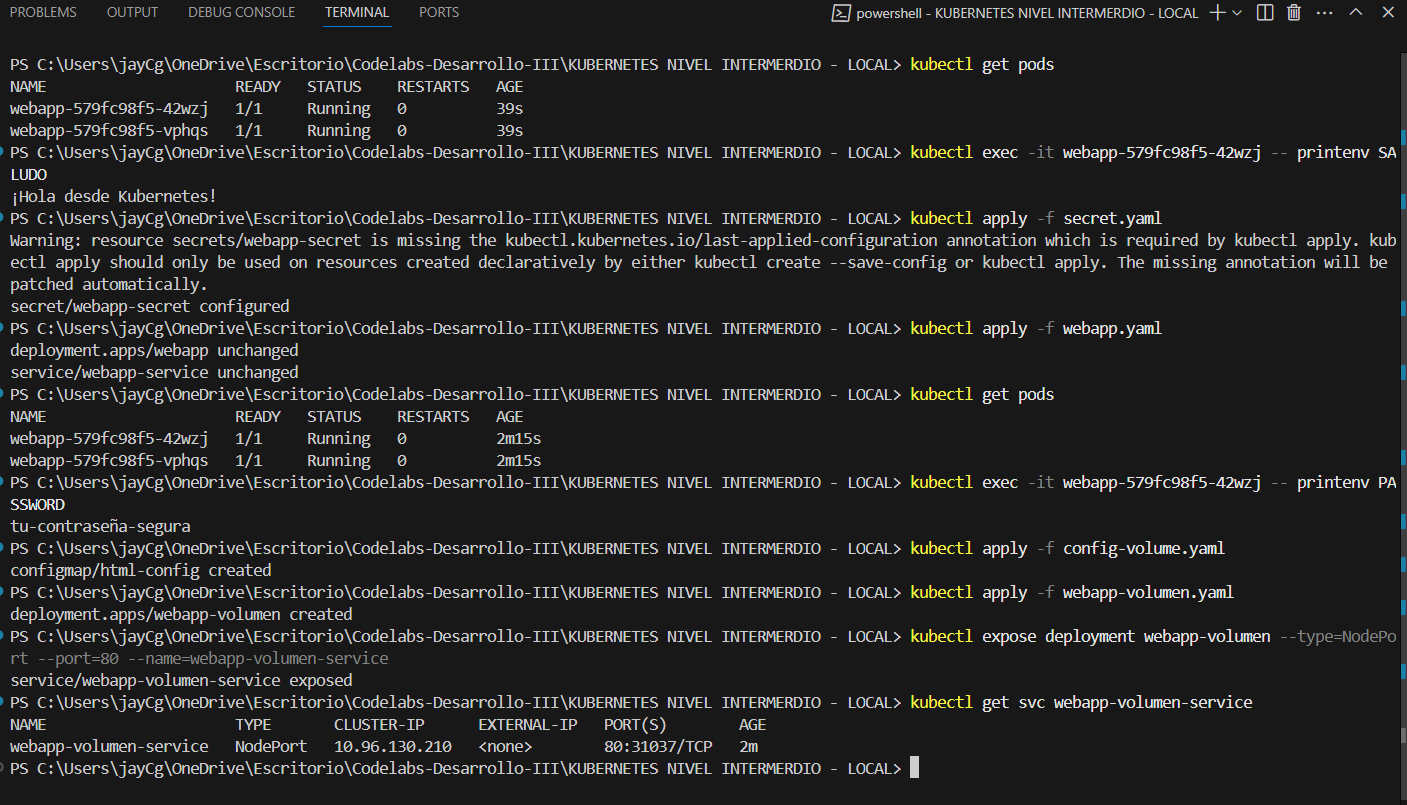 PROBLEMS OUTPUT DEBUG CONSOLE TERMINAL PORTS powershell - KUBERNETES NIVEL INTERMERDIO - LOCAL
PS C:\Users\jayCg\OneDrive\Escritorio\Codelabs-Desarrollo-III\KUBERNETES NIVEL INTERMERDIO - LOCAL> kubectl get pods
NAME READY STATUS RESTARTS AGE
webapp-579fc98f5-42wzj 1/1 Running 0 39s
webapp-579fc98f5-vphqs 1/1 Running 0 39s
PS C:\Users\jayCg\OneDrive\Escritorio\Codelabs-Desarrollo-III\KUBERNETES NIVEL INTERMERDIO - LOCAL> kubectl exec -it webapp-579fc98f5-42wzj -- printenv SA
LUDO
¡Hola desde Kubernetes!
PS C:\Users\jayCg\OneDrive\Escritorio\Codelabs-Desarrollo-III\KUBERNETES NIVEL INTERMERDIO - LOCAL> kubectl apply -f secret.yaml
Warning: resource secrets/webapp-secret is missing the kubectl.kubernetes.io/last-applied-configuration annotation which is required by kubectl apply. kub
ectl apply should only be used on resources created declaratively by either kubectl create --save-config or kubectl apply. The missing annotation will be
patched automatically.
secret/webapp-secret configured
PS C:\Users\jayCg\OneDrive\Escritorio\Codelabs-Desarrollo-III\KUBERNETES NIVEL INTERMERDIO - LOCAL> kubectl apply -f webapp.yaml
deployment.apps/webapp unchanged
service/webapp-service unchanged
PS C:\Users\jayCg\OneDrive\Escritorio\Codelabs-Desarrollo-III\KUBERNETES NIVEL INTERMERDIO - LOCAL> kubectl get pods
NAME READY STATUS RESTARTS AGE
webapp-579fc98f5-42wzj 1/1 Running 0 2m15s
webapp-579fc98f5-vphqs 1/1 Running 0 2m15s
PS C:\Users\jayCg\OneDrive\Escritorio\Codelabs-Desarrollo-III\KUBERNETES NIVEL INTERMERDIO - LOCAL> kubectl exec -it webapp-579fc98f5-42wzj -- printenv PA
SSWORD
tu-contraseña-segura
PS C:\Users\jayCg\OneDrive\Escritorio\Codelabs-Desarrollo-III\KUBERNETES NIVEL INTERMERDIO - LOCAL> kubectl apply -f config-volume.yaml
configmap/html-config created
PS C:\Users\jayCg\OneDrive\Escritorio\Codelabs-Desarrollo-III\KUBERNETES NIVEL INTERMERDIO - LOCAL> kubectl apply -f webapp-volumen.yaml
deployment.apps/webapp-volumen created
PS C:\Users\jayCg\OneDrive\Escritorio\Codelabs-Desarrollo-III\KUBERNETES NIVEL INTERMERDIO - LOCAL> kubectl expose deployment webapp-volumen --type=NodePo
rt --port=80 --name=webapp-volumen-service
service/webapp-volumen-service exposed
PS C:\Users\jayCg\OneDrive\Escritorio\Codelabs-Desarrollo-III\KUBERNETES NIVEL INTERMERDIO - LOCAL> kubectl get svc webapp-volumen-service
NAME TYPE CLUSTER-IP EXTERNAL-IP PORT(S) AGE
webapp-volumen-service NodePort 10.96.130.210 <none> 80:31037/TCP 2m
PS C:\Users\jayCg\OneDrive\Escritorio\Codelabs-Desarrollo-III\KUBERNETES NIVEL INTERMERDIO - LOCAL>